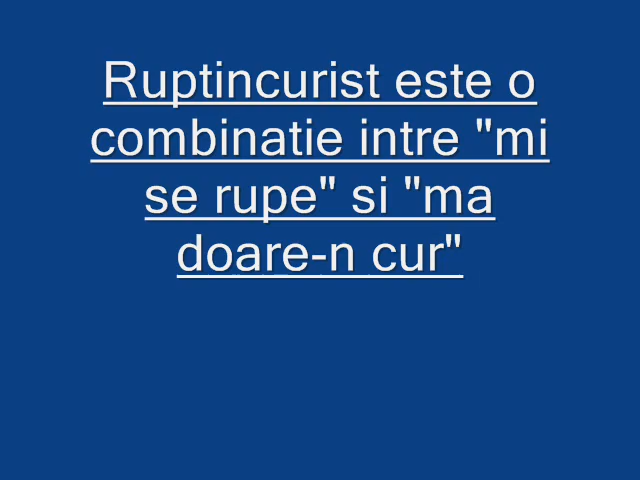 Ruptincurist este o
combinatie intre "mi
se rupe" si "ma
doare-n cur"